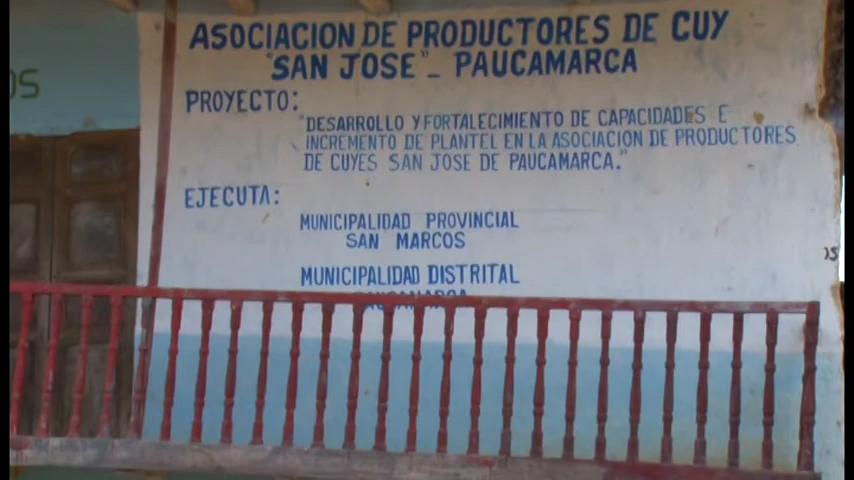 ASOCIACION DE PRODUCTORES DE CUY
"SAN JOSE"_ PAUCAMARCA
PROYECTO:
"DESARROLLO Y FORTALECIMIENTO DE CAPACIDADES E
INCREMENTO DE PLANTEL EN LA ASOCIACION DE PRODUCTORES
DE CUYES SAN JOSE DE PAUCAMARCA."
EJECUTA:
MUNICIPALIDAD PROVINCIAL
SAN MARCOS
MUNICIPALIDAD DISTRITAL